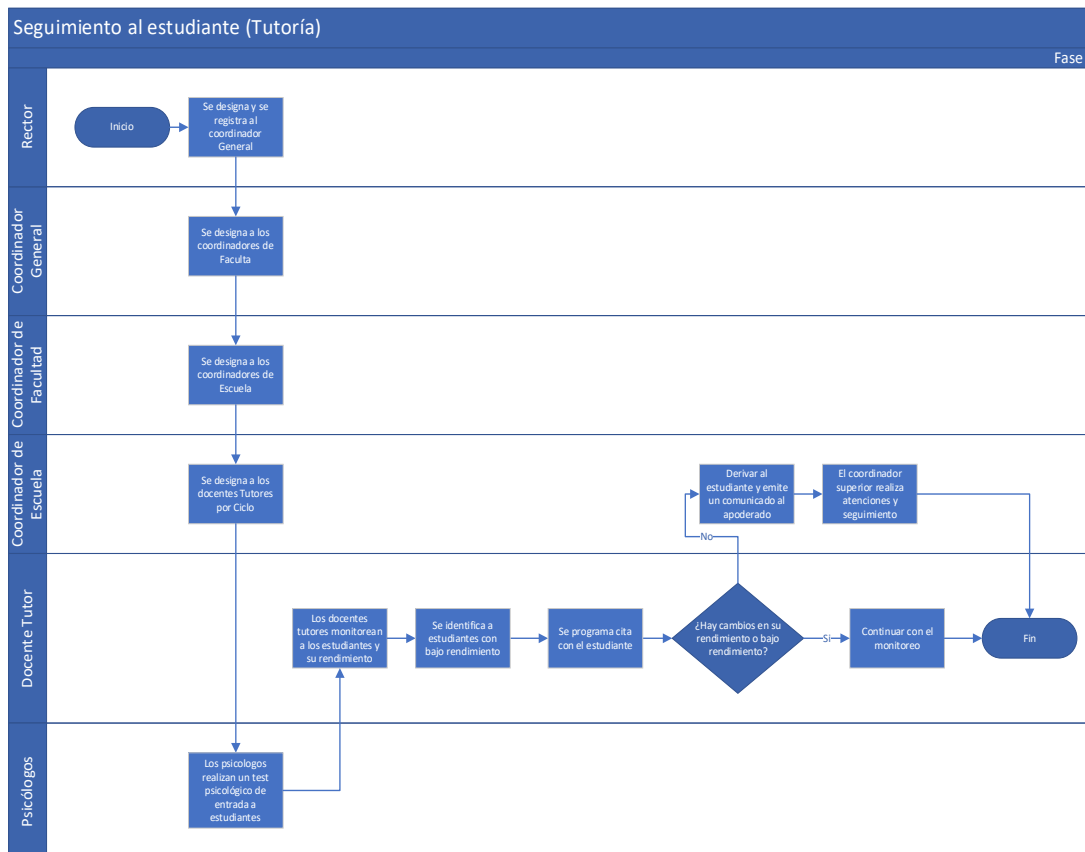 Seguimiento al estudiante (Tutoría)
Fase
Rector
Inicio
Se designa y se
registra al
coordinador
General
Coordinador
General
Se designa a los
coordinadores de
Faculta
Coordinador de
Facultad
Se designa a los
coordinadores de
Escuela
Coordinador de
Escuela
Se designa a los
docentes Tutores
por Ciclo
Derivar al
estudiante y emite
un comunicado al
apoderado
El coordinador
superior realiza
atenciones y
seguimiento
No
Docente Tutor
Los docentes
tutores monitorean
a los estudiantes y
su rendimiento
Se identifica a
estudiantes con
bajo rendimiento
Se programa cita
con el estudiante
¿Hay cambios en su
rendimiento o bajo
rendimiento?
Si
Continuar con el
monitoreo
Fin
Psicólogos
Los psicologos
realizan un test
psicológico de
entrada a
estudiantes